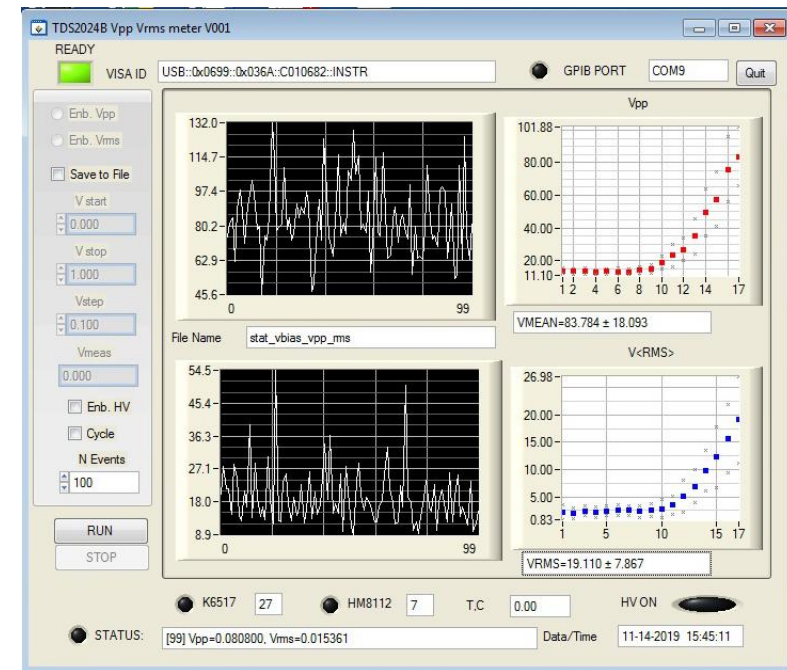 TDS2024B Vpp Vrms meter V001
READY
VISA ID USB::0x0699::0x036A::C010682::INSTR GPIB PORT COM9 Quit
Enb. Vpp
Enb. Vrms
Save to File
V start
0.000
V stop
1.000
Vstep
0.100
Vmeas
0.000
Enb. HV
Cycle
N Events
100
RUN
STOP
132.0
114.7
97.4
80.2
62.9
45.6
0 99
File Name stat_vbias_vpp_rms
54.5
45.4
36.3
27.1
18.0
8.9
0 99
Vpp
101.88
80.00
60.00
40.00
20.00
11.10
1 2 4 6 8 10 12 14 17
VMEAN=83.784 ± 18.093
V<RMS>
26.98
20.00
15.00
10.00
5.00
0.83
1 5 10 15 17
VRMS=19.110 ± 7.867
K6517 27 HM8112 7 T,C 0.00 HV ON
STATUS: [99] Vpp=0.080800, Vrms=0.015361 Data/Time 11-14-2019 15:45:11